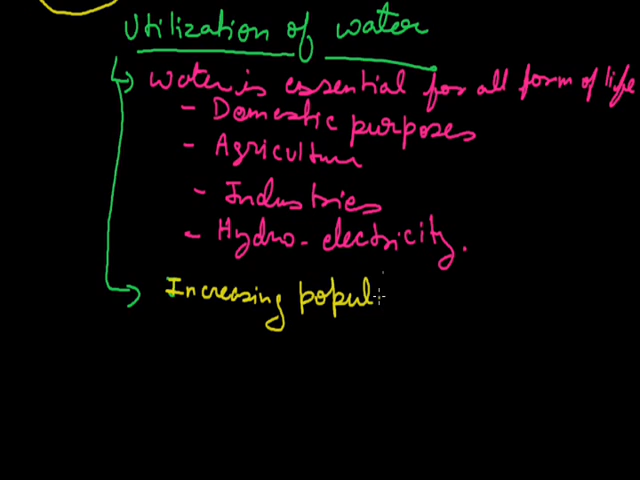 Utilization of water
Water is essential for all form of life
- Domestic purposes
- Agriculture
- Industries
- Hydro-electricity.
Increasing popul